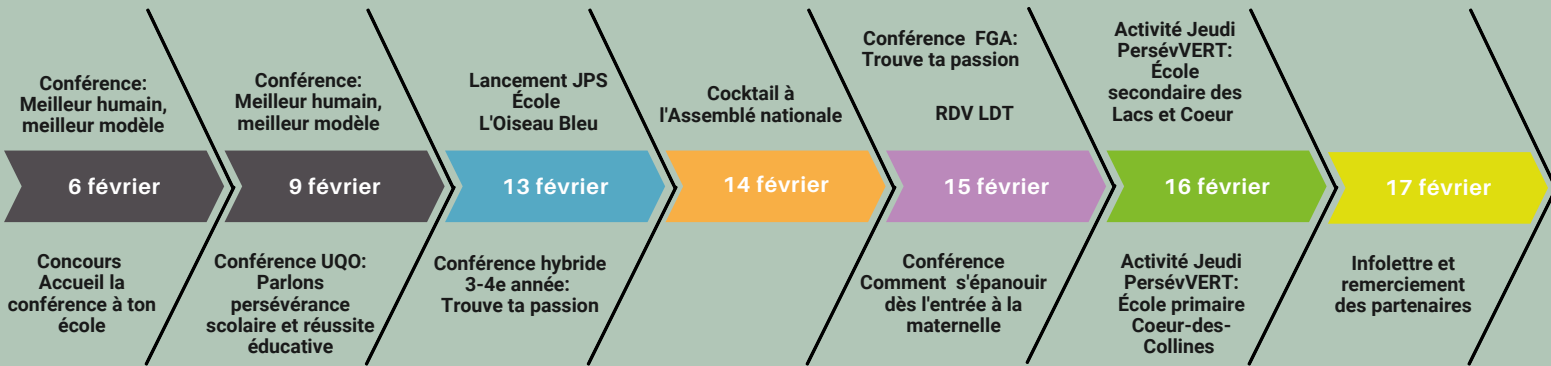 Conférence:
Meilleur humain,
meilleur modèle
6 février
Concours
Accueil la
conférence à ton
école
Conférence:
Meilleur humain,
meilleur modèle
9 février
Conférence UQO:
Parlons
persévérance
scolaire et réussite
éducative
Lancement JPS
École
L'Oiseau Bleu
13 février
Conférence hybride
3-4e année:
Trouve ta passion
Cocktail à
l'Assemblé nationale
14 février
Conférence FGA:
Trouve ta passion
RDV LDT
15 février
Conférence
Comment s'épanouir
dès l'entrée à la
maternelle
Activité Jeudi
PersévVERT:
École
secondaire des
Lacs et Coeur
16 février
Activité Jeudi
PersévVERT:
École primaire
Coeur-des-
Collines
17 février
Infolettre et
remerciement
des partenaires